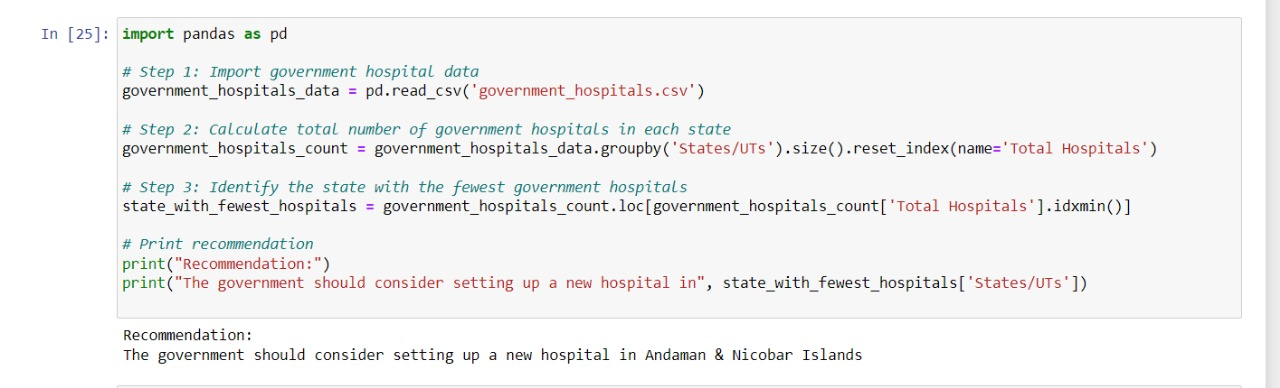 In [25]: import pandas as pd
# Step 1: Import government hospital data
government_hospitals_data = pd.read_csv('government_hospitals.csv')
# Step 2: Calculate total number of government hospitals in each state
government_hospitals_count = government_hospitals_data.groupby('States/UTs').size().reset_index(name='Total Hospitals')
# Step 3: Identify the state with the fewest government hospitals
state_with_fewest_hospitals = government_hospitals_count.loc[government_hospitals_count['Total Hospitals'].idxmin()]
# Print recommendation
print("Recommendation:")
print("The government should consider setting up a new hospital in", state_with_fewest_hospitals['States/UTs'])
Recommendation:
The government should consider setting up a new hospital in Andaman & Nicobar Islands